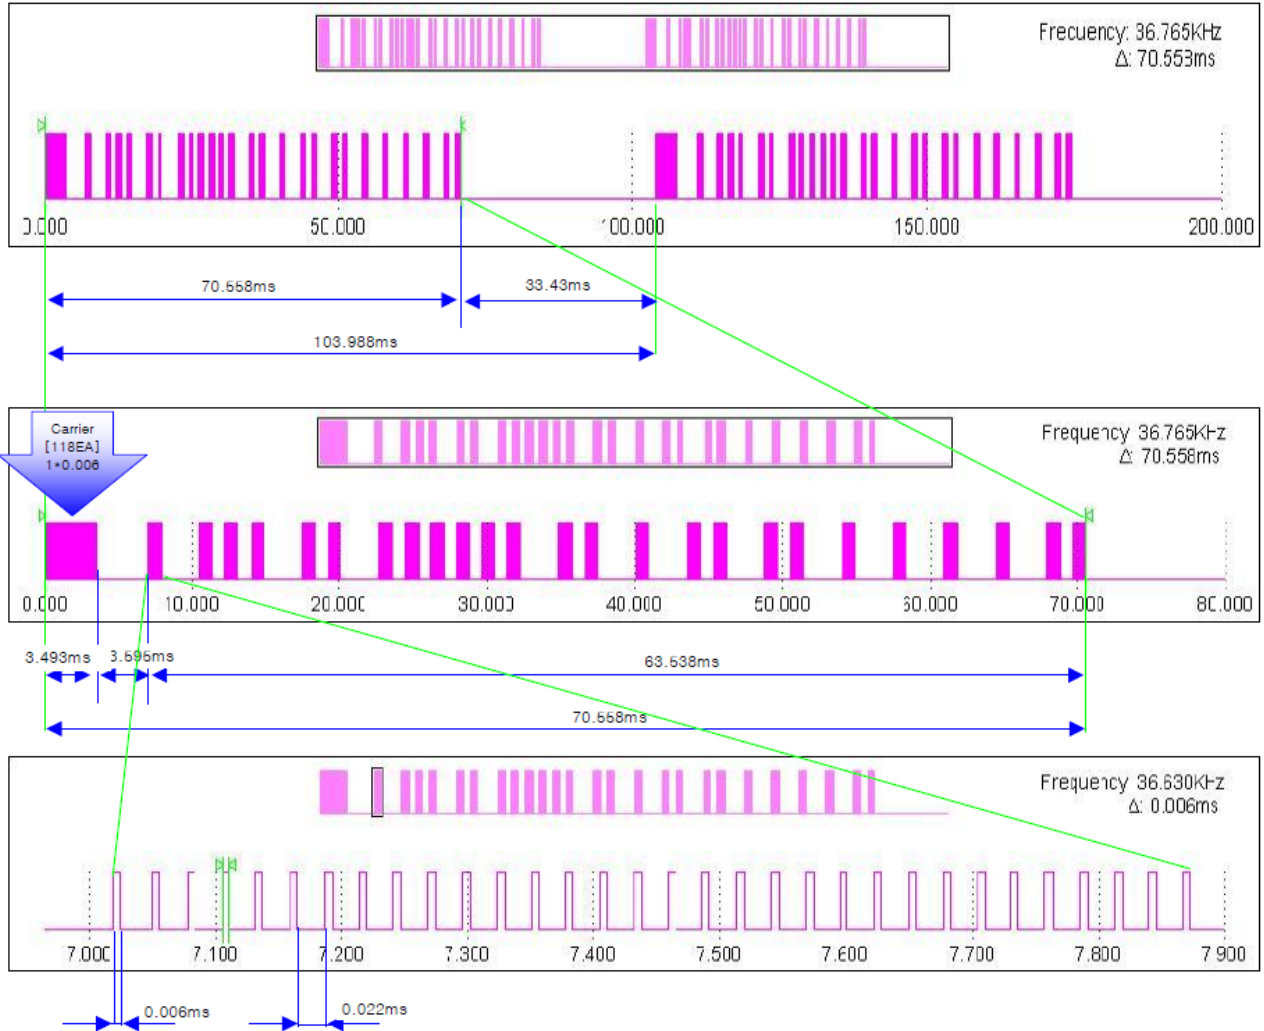 Frecuency: 36.765KHz
Δ: 70.553ms
0.000 50.000 100.000 150.000 200.000
70.558ms
33.43ms
103.988ms
Carrier
[118EA]
1*0.006
Frequency 36.765KHz
Δ: 70.558ms
0.000 10.000 20.000 30.000 40.000 50.000 60.000 70.000 80.000
3.493ms 3.595ms 63.538ms
70.558ms
Frequency 36.630KHz
Δ: 0.006ms
7.000 7.100 7.200 7.300 7.400 7.500 7.600 7.700 7.800 7.900
0.006ms 0.022ms